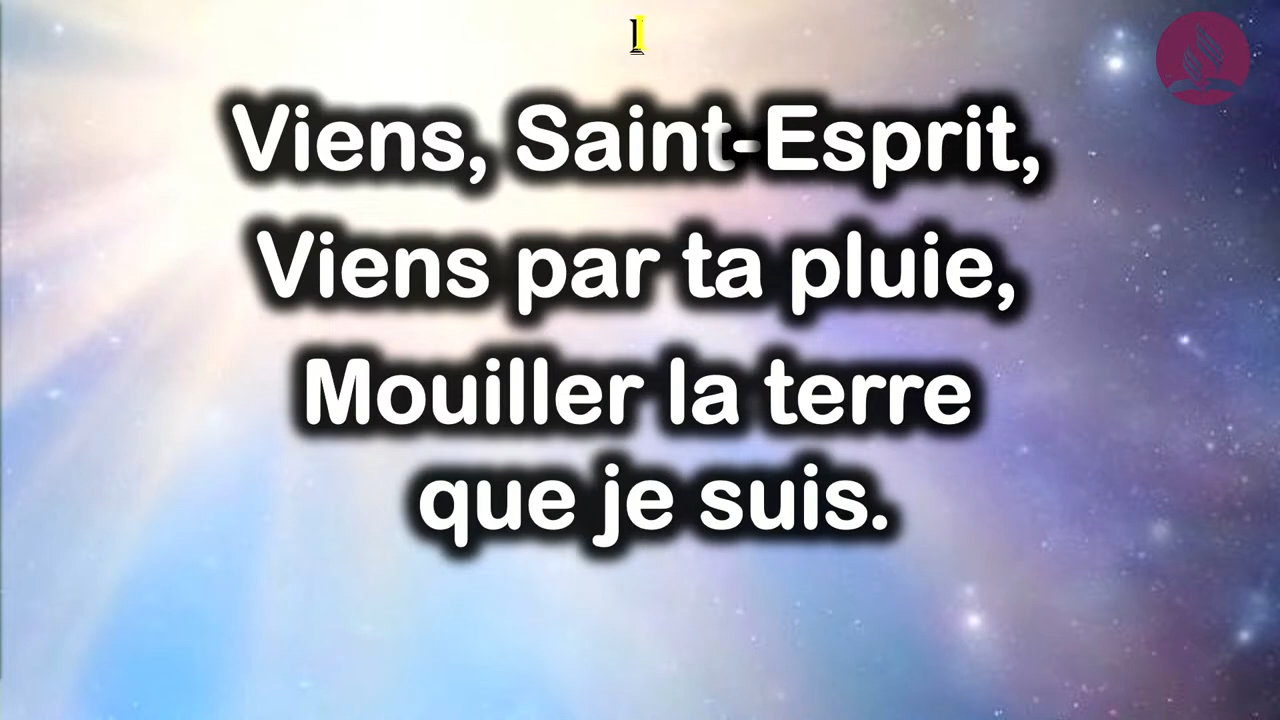 1
Viens, Saint-Esprit,
Viens par ta pluie,
Mouiller la terre
que je suis.